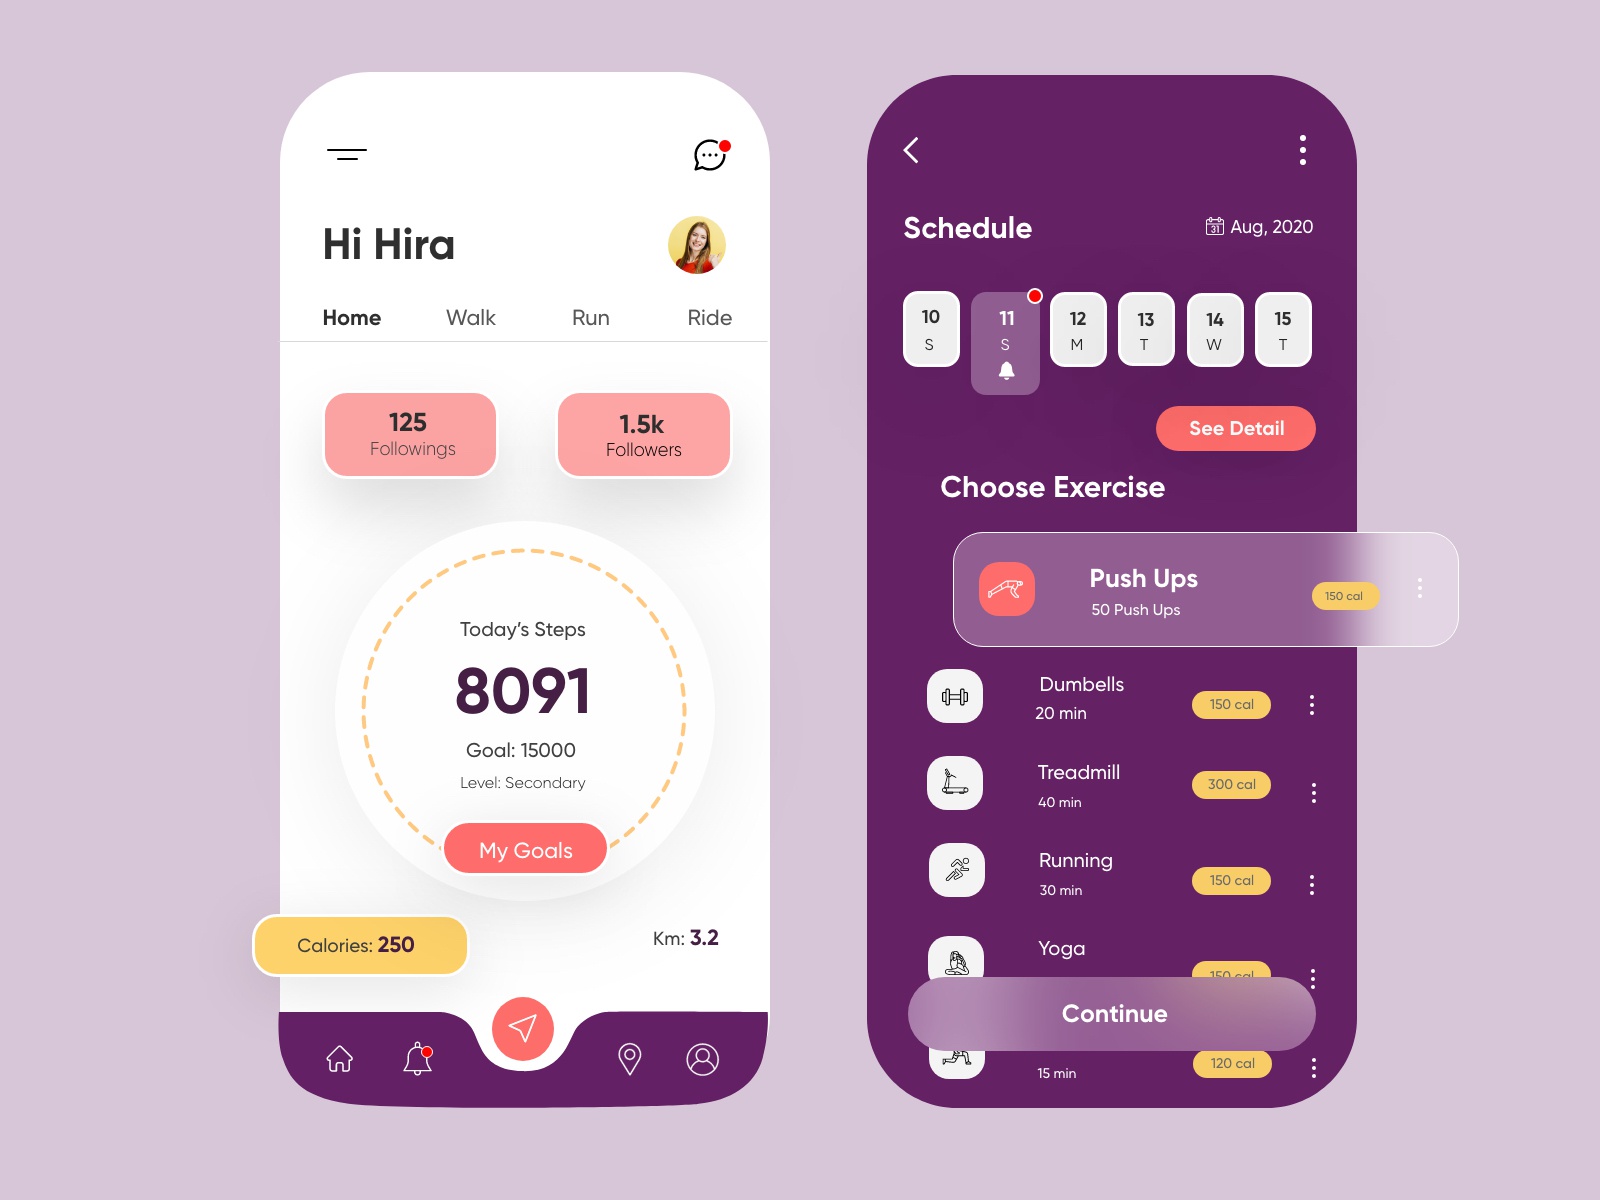 Hi Hira
Home Walk Run Ride
125
Followings
1.5k
Followers
Today's Steps
8091
Goal: 15000
Level: Secondary
My Goals
Calories: 250
Km: 3.2
Schedule
31
Aug, 2020
10
S
11
S
12
M
13
T
14
W
15
T
See Detail
Choose Exercise
Push Ups
50 Push Ups
150 cal
Dumbells
20 min
150 cal
Treadmill
40 min
300 cal
Running
30 min
150 cal
Yoga
150 cal
Continue
15 min
120 cal